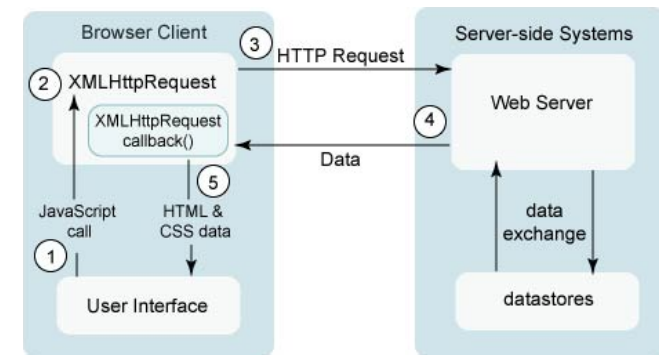 Browser Client
Server-side Systems
3
HTTP Request
2
XMLHttpRequest
XMLHttpRequest
callback()
Web Server
4
Data
5
JavaScript
call
HTML &
CSS data
1
data
exchange
User Interface
datastores